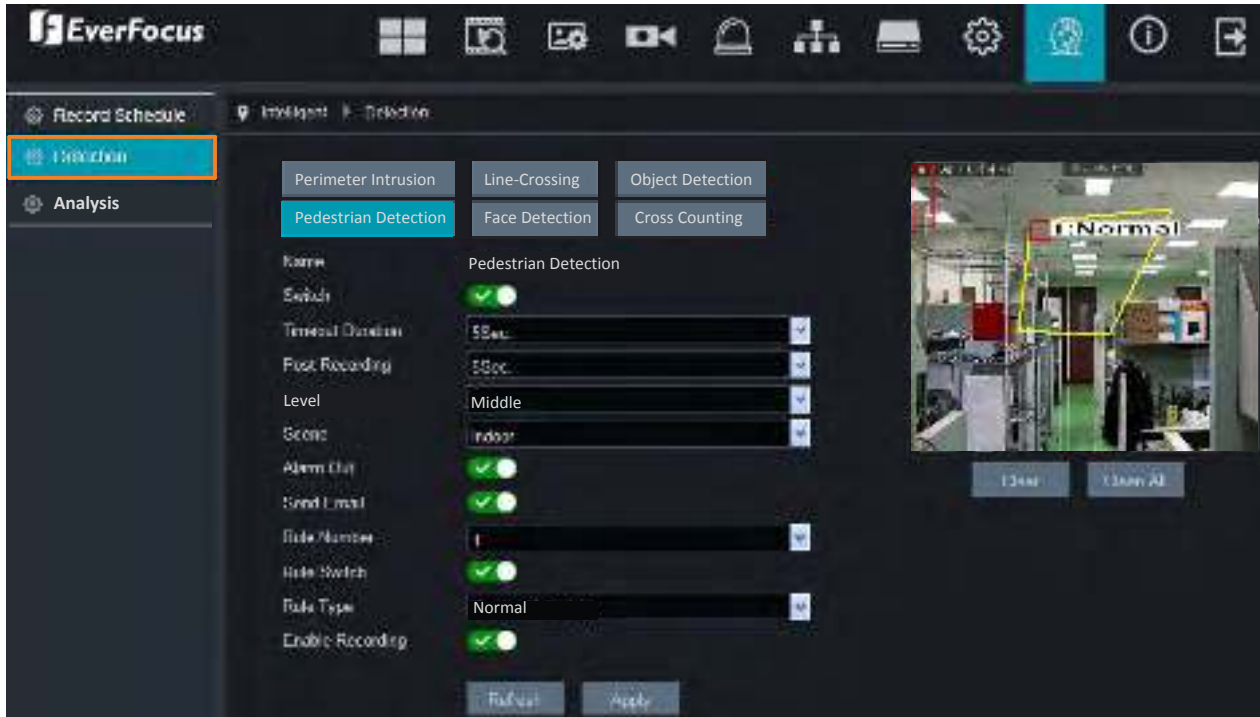 EverFocus
Record Schedule
Intelligent Detection
Detection
Analysis
Perimeter Intrusion Line-Crossing Object Detection
Pedestrian Detection Face Detection Cross Counting
Name Pedestrian Detection
Switch
Timeout Duration 5Sec.
Post Recording 5Sec.
Level Middle
Scene Indoor
Alarm Out
Send Email
Rule Number 1
Rule Switch
Rule Type Normal
Enable Recording
Refresh Apply
1:Normal
Clear Clean All